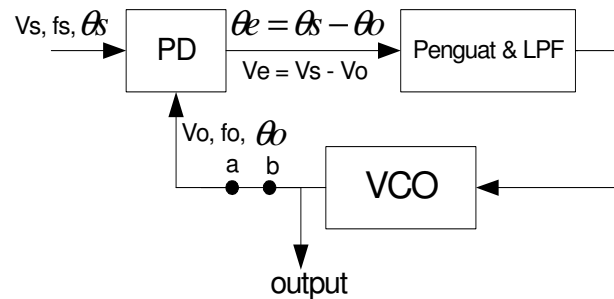 Vs, fs, θs
PD
θe = θs − θo
Ve = Vs - Vo
Penguat & LPF
Vo, fo, θo
a b
VCO
output